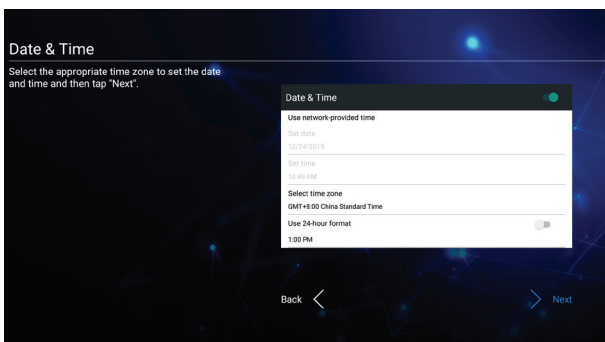 Date & Time
Select the appropriate time zone to set the date
and time and then tap "Next".
Date & Time
Use network-provided time
Set date
12/24/2019
Set time
10:49 AM
Select time zone
GMT+8:00 China Standard Time
Use 24-hour format
1:00 PM
Back
Next